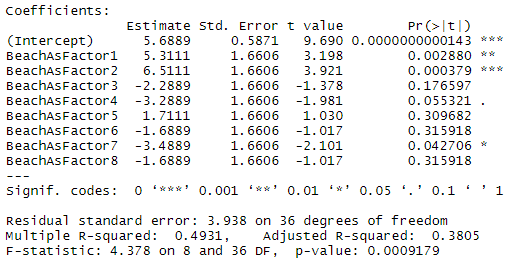 Coefficients:
            Estimate Std. Error t value        Pr(>|t|)    
(Intercept)   5.6889     0.5871   9.690 0.0000000000143 ***
BeachAsFactor1   5.3111     1.6606   3.198        0.002880 ** 
BeachAsFactor2   6.5111     1.6606   3.921        0.000379 ***
BeachAsFactor3  -2.2889     1.6606  -1.378        0.176597    
BeachAsFactor4  -3.2889     1.6606  -1.981        0.055321 .  
BeachAsFactor5   1.7111     1.6606   1.030        0.309682    
BeachAsFactor6  -1.6889     1.6606  -1.017        0.315918    
BeachAsFactor7  -3.4889     1.6606  -2.101        0.042706 *  
BeachAsFactor8  -1.6889     1.6606  -1.017        0.315918    
---
Signif. codes:  0 ‘***’ 0.001 ‘**’ 0.01 ‘*’ 0.05 ‘.’ 0.1 ‘ ’ 1
Residual standard error: 3.938 on 36 degrees of freedom
Multiple R-squared:  0.4931,    Adjusted R-squared:  0.3805
F-statistic: 4.378 on 8 and 36 DF,  p-value: 0.0009179